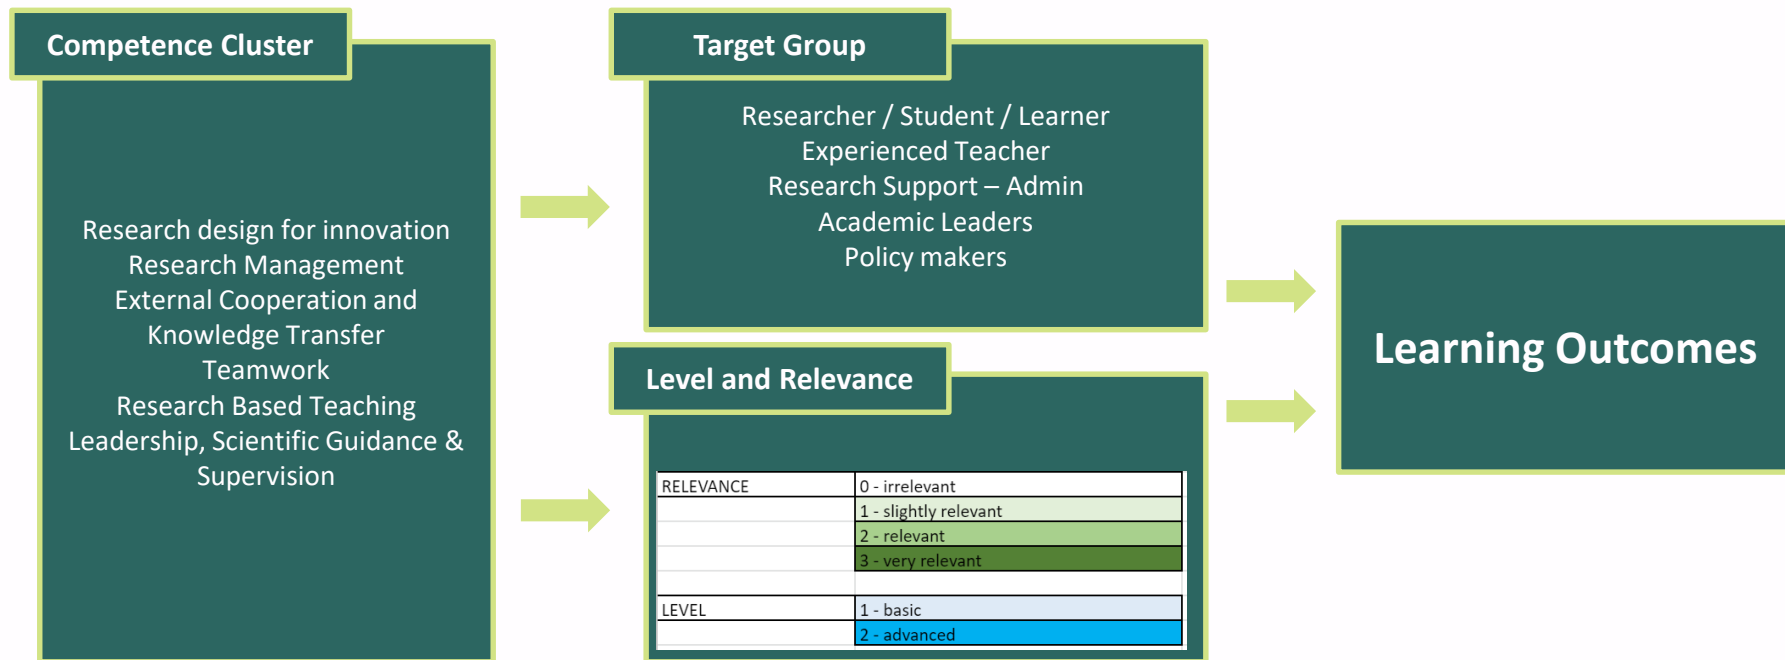 Competence Cluster
Research design for innovation
Research Management
External Cooperation and
Knowledge Transfer
Teamwork
Research Based Teaching
Leadership, Scientific Guidance &
Supervision
Target Group
Researcher / Student / Learner
Experienced Teacher
Research Support – Admin
Academic Leaders
Policy makers
Level and Relevance
RELEVANCE 0 - irrelevant
1 - slightly relevant
2 - relevant
3 - very relevant
LEVEL 1 - basic
2 - advanced
Learning Outcomes